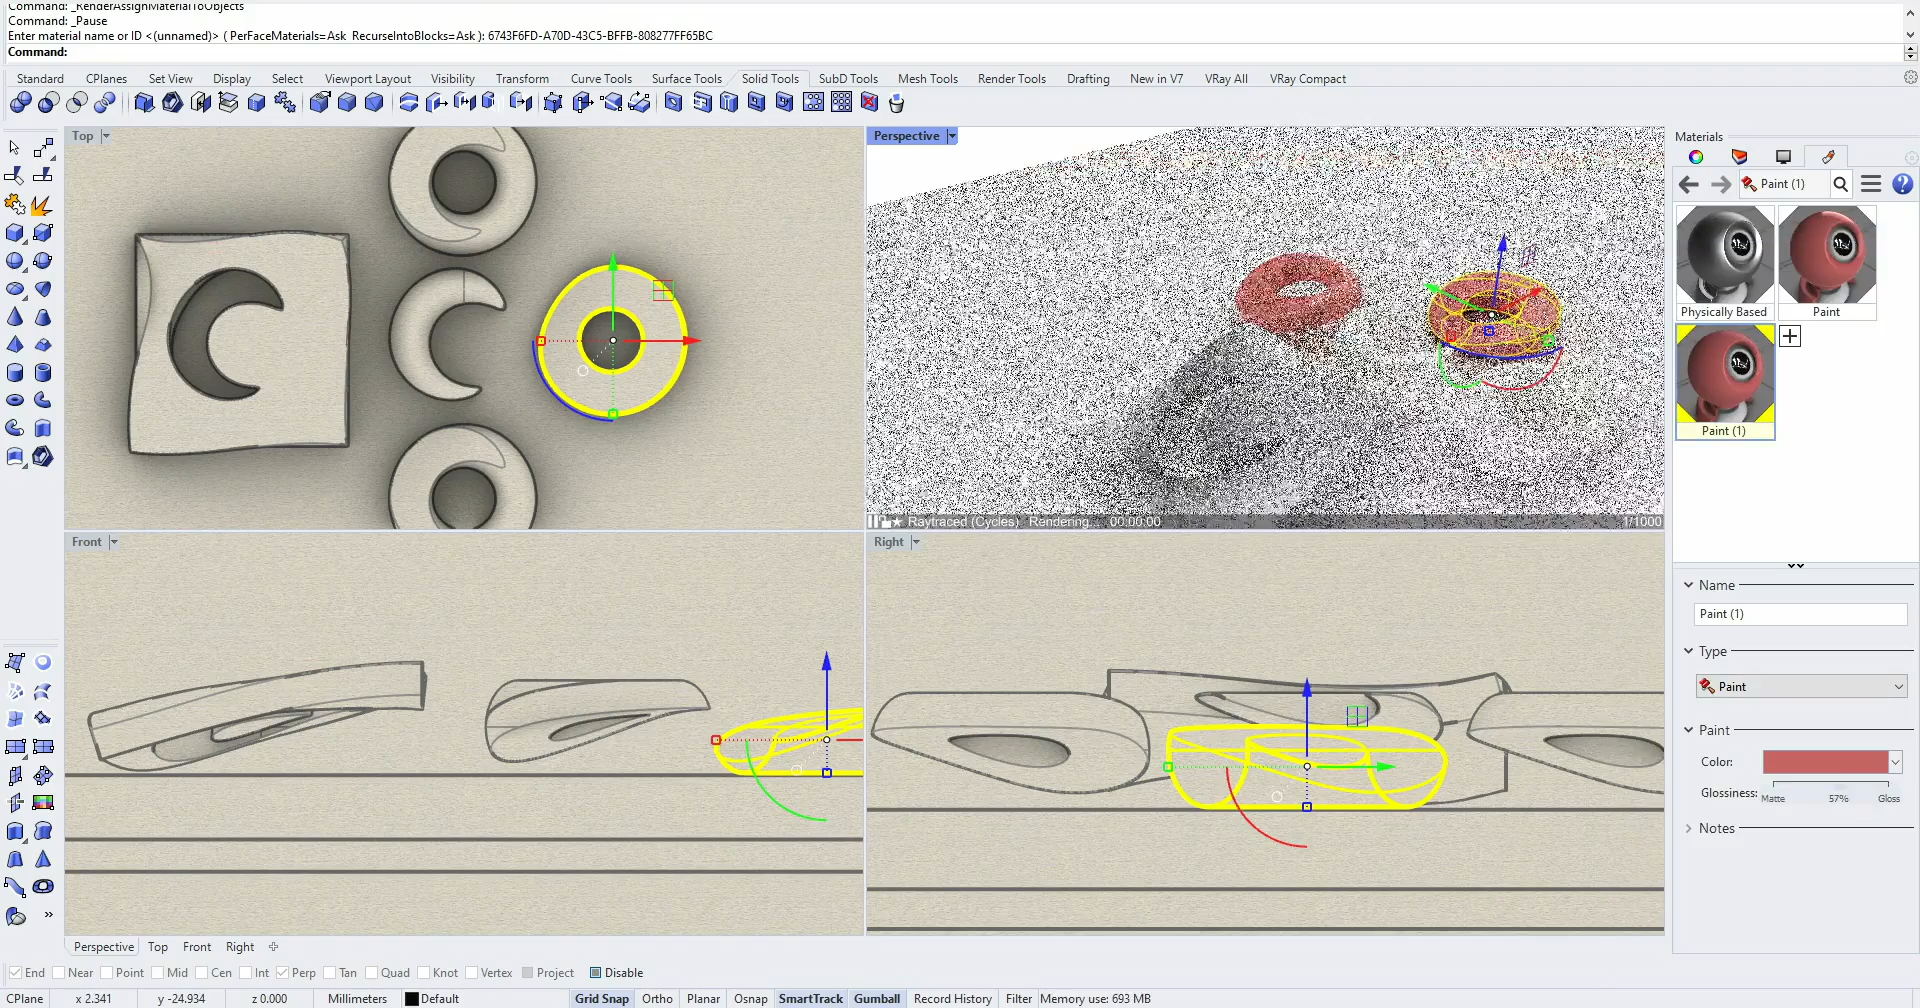 Command: _RenderAssignMaterialToObjects
Command: _Pause
Enter material name or ID <(unnamed)> ( PerFaceMaterials=Ask  RecurseIntoBlocks=Ask ): 6743F6FD-A70D-43C5-BFFB-808277FF65BC
Command:
Standard CPlanes Set View Display Select Viewport Layout Visibility Transform Curve Tools Surface Tools Solid Tools SubD Tools Mesh Tools Render Tools Drafting New in V7 VRay All VRay Compact
Top
Perspective
Raytraced (Cycles) Rendering... 00:00:00 1/1000
Front
Right
Materials
Paint (1)
Physically Based
Paint
Paint (1)
Name
Paint (1)
Type
Paint
Paint
Color:
Glossiness:
Matte 57% Gloss
Notes
Perspective Top Front Right
End Near Point Mid Cen Int Perp Tan Quad Knot Vertex Project Disable
CPlane x 2.341 y -24.934 z 0.000 Millimeters Default Grid Snap Ortho Planar Osnap SmartTrack Gumball Record History Filter Memory use: 693 MB